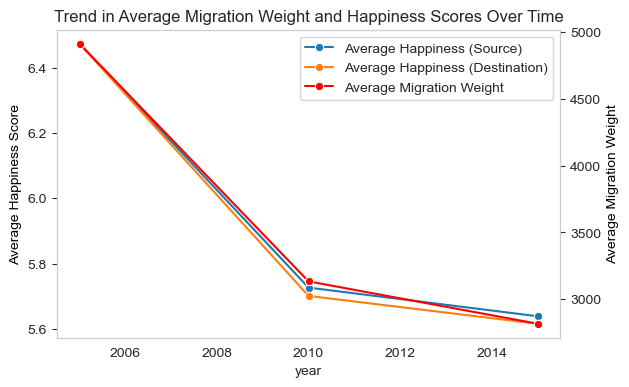 Trend in Average Migration Weight and Happiness Scores Over Time
Average Happiness (Source)
Average Happiness (Destination)
Average Migration Weight
Average Happiness Score
6.4
6.2
6.0
5.8
5.6
5000
4500
4000
3500
3000
Average Migration Weight
2006
2008
2010
2012
2014
year